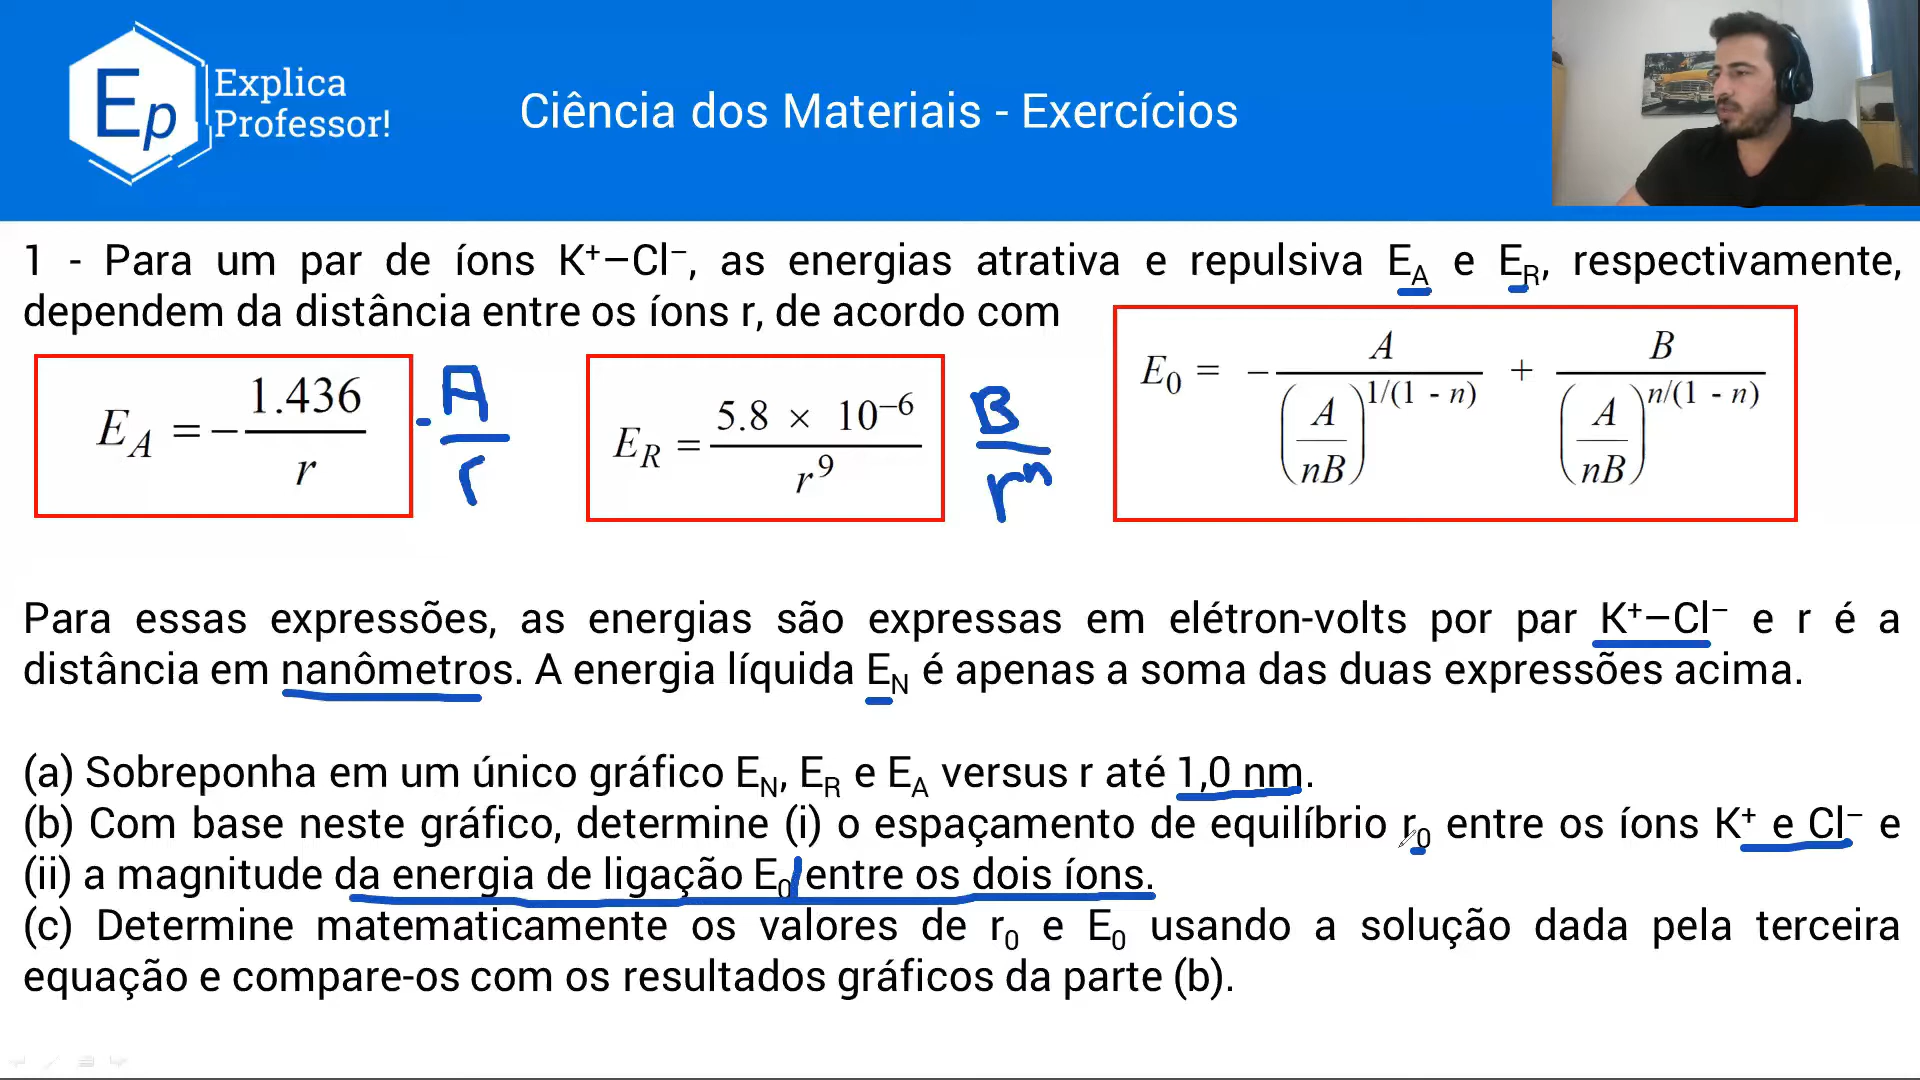 Ep Explica
Professor!
Ciência dos Materiais - Exercícios
1 - Para um par de íons K⁺–Cl⁻, as energias atrativa e repulsiva E_A e E_R, respectivamente,
dependem da distância entre os íons r, de acordo com
E_A = − 1.436 / r
- A / r
E_R = 5.8 × 10⁻⁶ / r⁹
B / rⁿ
E₀ = − A / (A / nB)^1/(1 - n) + B / (A / nB)^n/(1 - n)
Para essas expressões, as energias são expressas em elétron-volts por par K⁺–Cl⁻ e r é a
distância em nanômetros. A energia líquida E_N é apenas a soma das duas expressões acima.
(a) Sobreponha em um único gráfico E_N, E_R e E_A versus r até 1,0 nm.
(b) Com base neste gráfico, determine (i) o espaçamento de equilíbrio r₀ entre os íons K⁺ e Cl⁻ e
(ii) a magnitude da energia de ligação E₀ entre os dois íons.
(c) Determine matematicamente os valores de r₀ e E₀ usando a solução dada pela terceira
equação e compare-os com os resultados gráficos da parte (b).